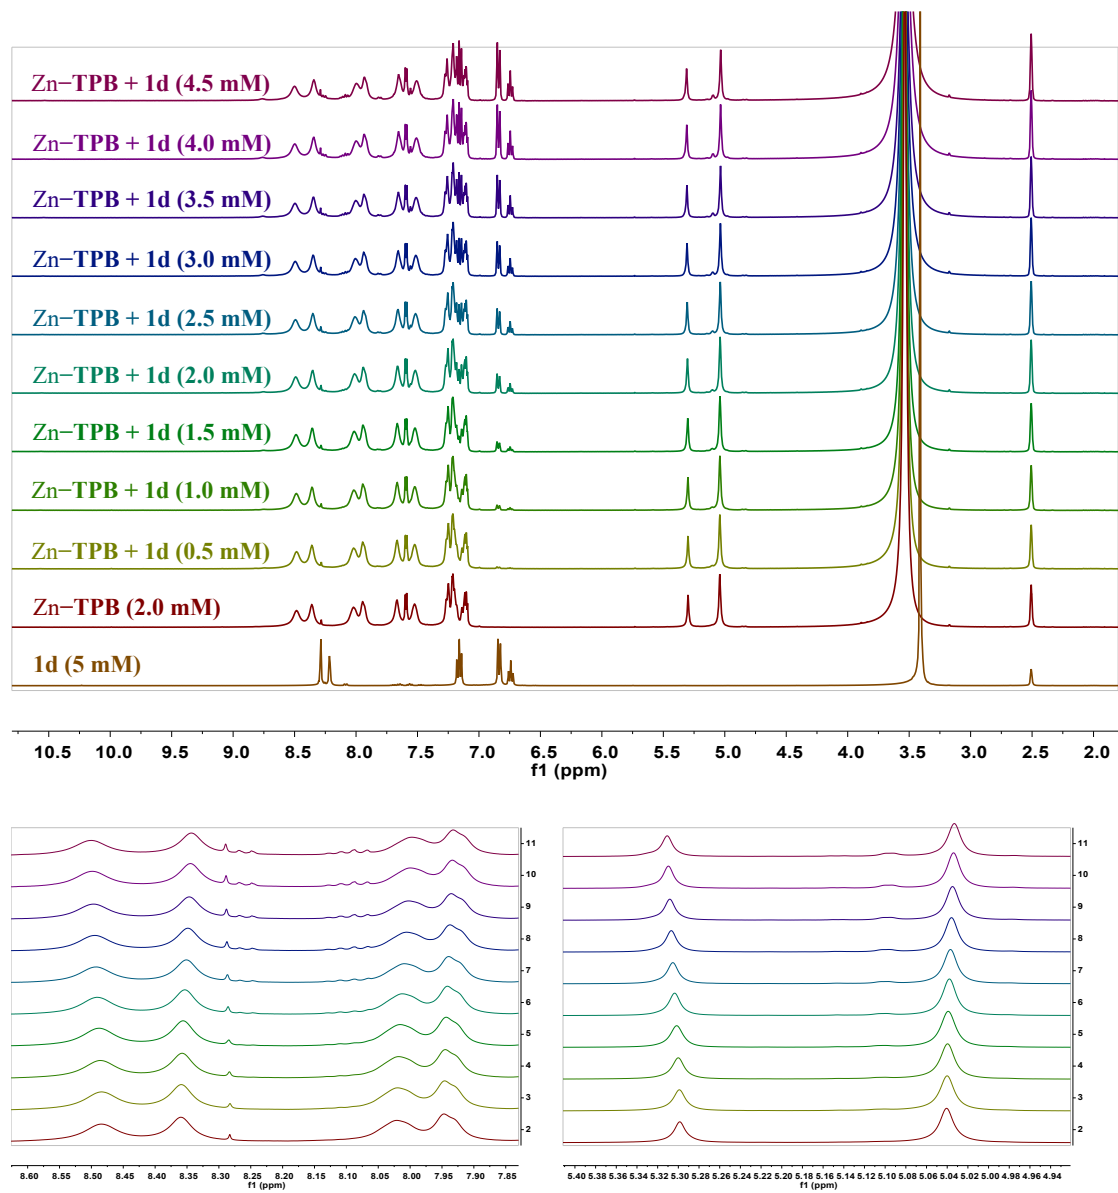 Zn−TPB + 1d (4.5 mM)
Zn−TPB + 1d (4.0 mM)
Zn−TPB + 1d (3.5 mM)
Zn−TPB + 1d (3.0 mM)
Zn−TPB + 1d (2.5 mM)
Zn−TPB + 1d (2.0 mM)
Zn−TPB + 1d (1.5 mM)
Zn−TPB + 1d (1.0 mM)
Zn−TPB + 1d (0.5 mM)
Zn−TPB (2.0 mM)
1d (5 mM)
10.5 10.0 9.5 9.0 8.5 8.0 7.5 7.0 6.5 6.0 5.5 5.0 4.5 4.0 3.5 3.0 2.5 2.0
f1 (ppm)
11
10
9
8
7
6
5
4
3
2
8.60 8.55 8.50 8.45 8.40 8.35 8.30 8.25 8.20 8.15 8.10 8.05 8.00 7.95 7.90 7.85
f1 (ppm)
11
10
9
8
7
6
5
4
3
2
5.40 5.38 5.36 5.34 5.32 5.30 5.28 5.26 5.24 5.22 5.20 5.18 5.16 5.14 5.12 5.10 5.08 5.06 5.04 5.02 5.00 4.98 4.96 4.94
f1 (ppm)